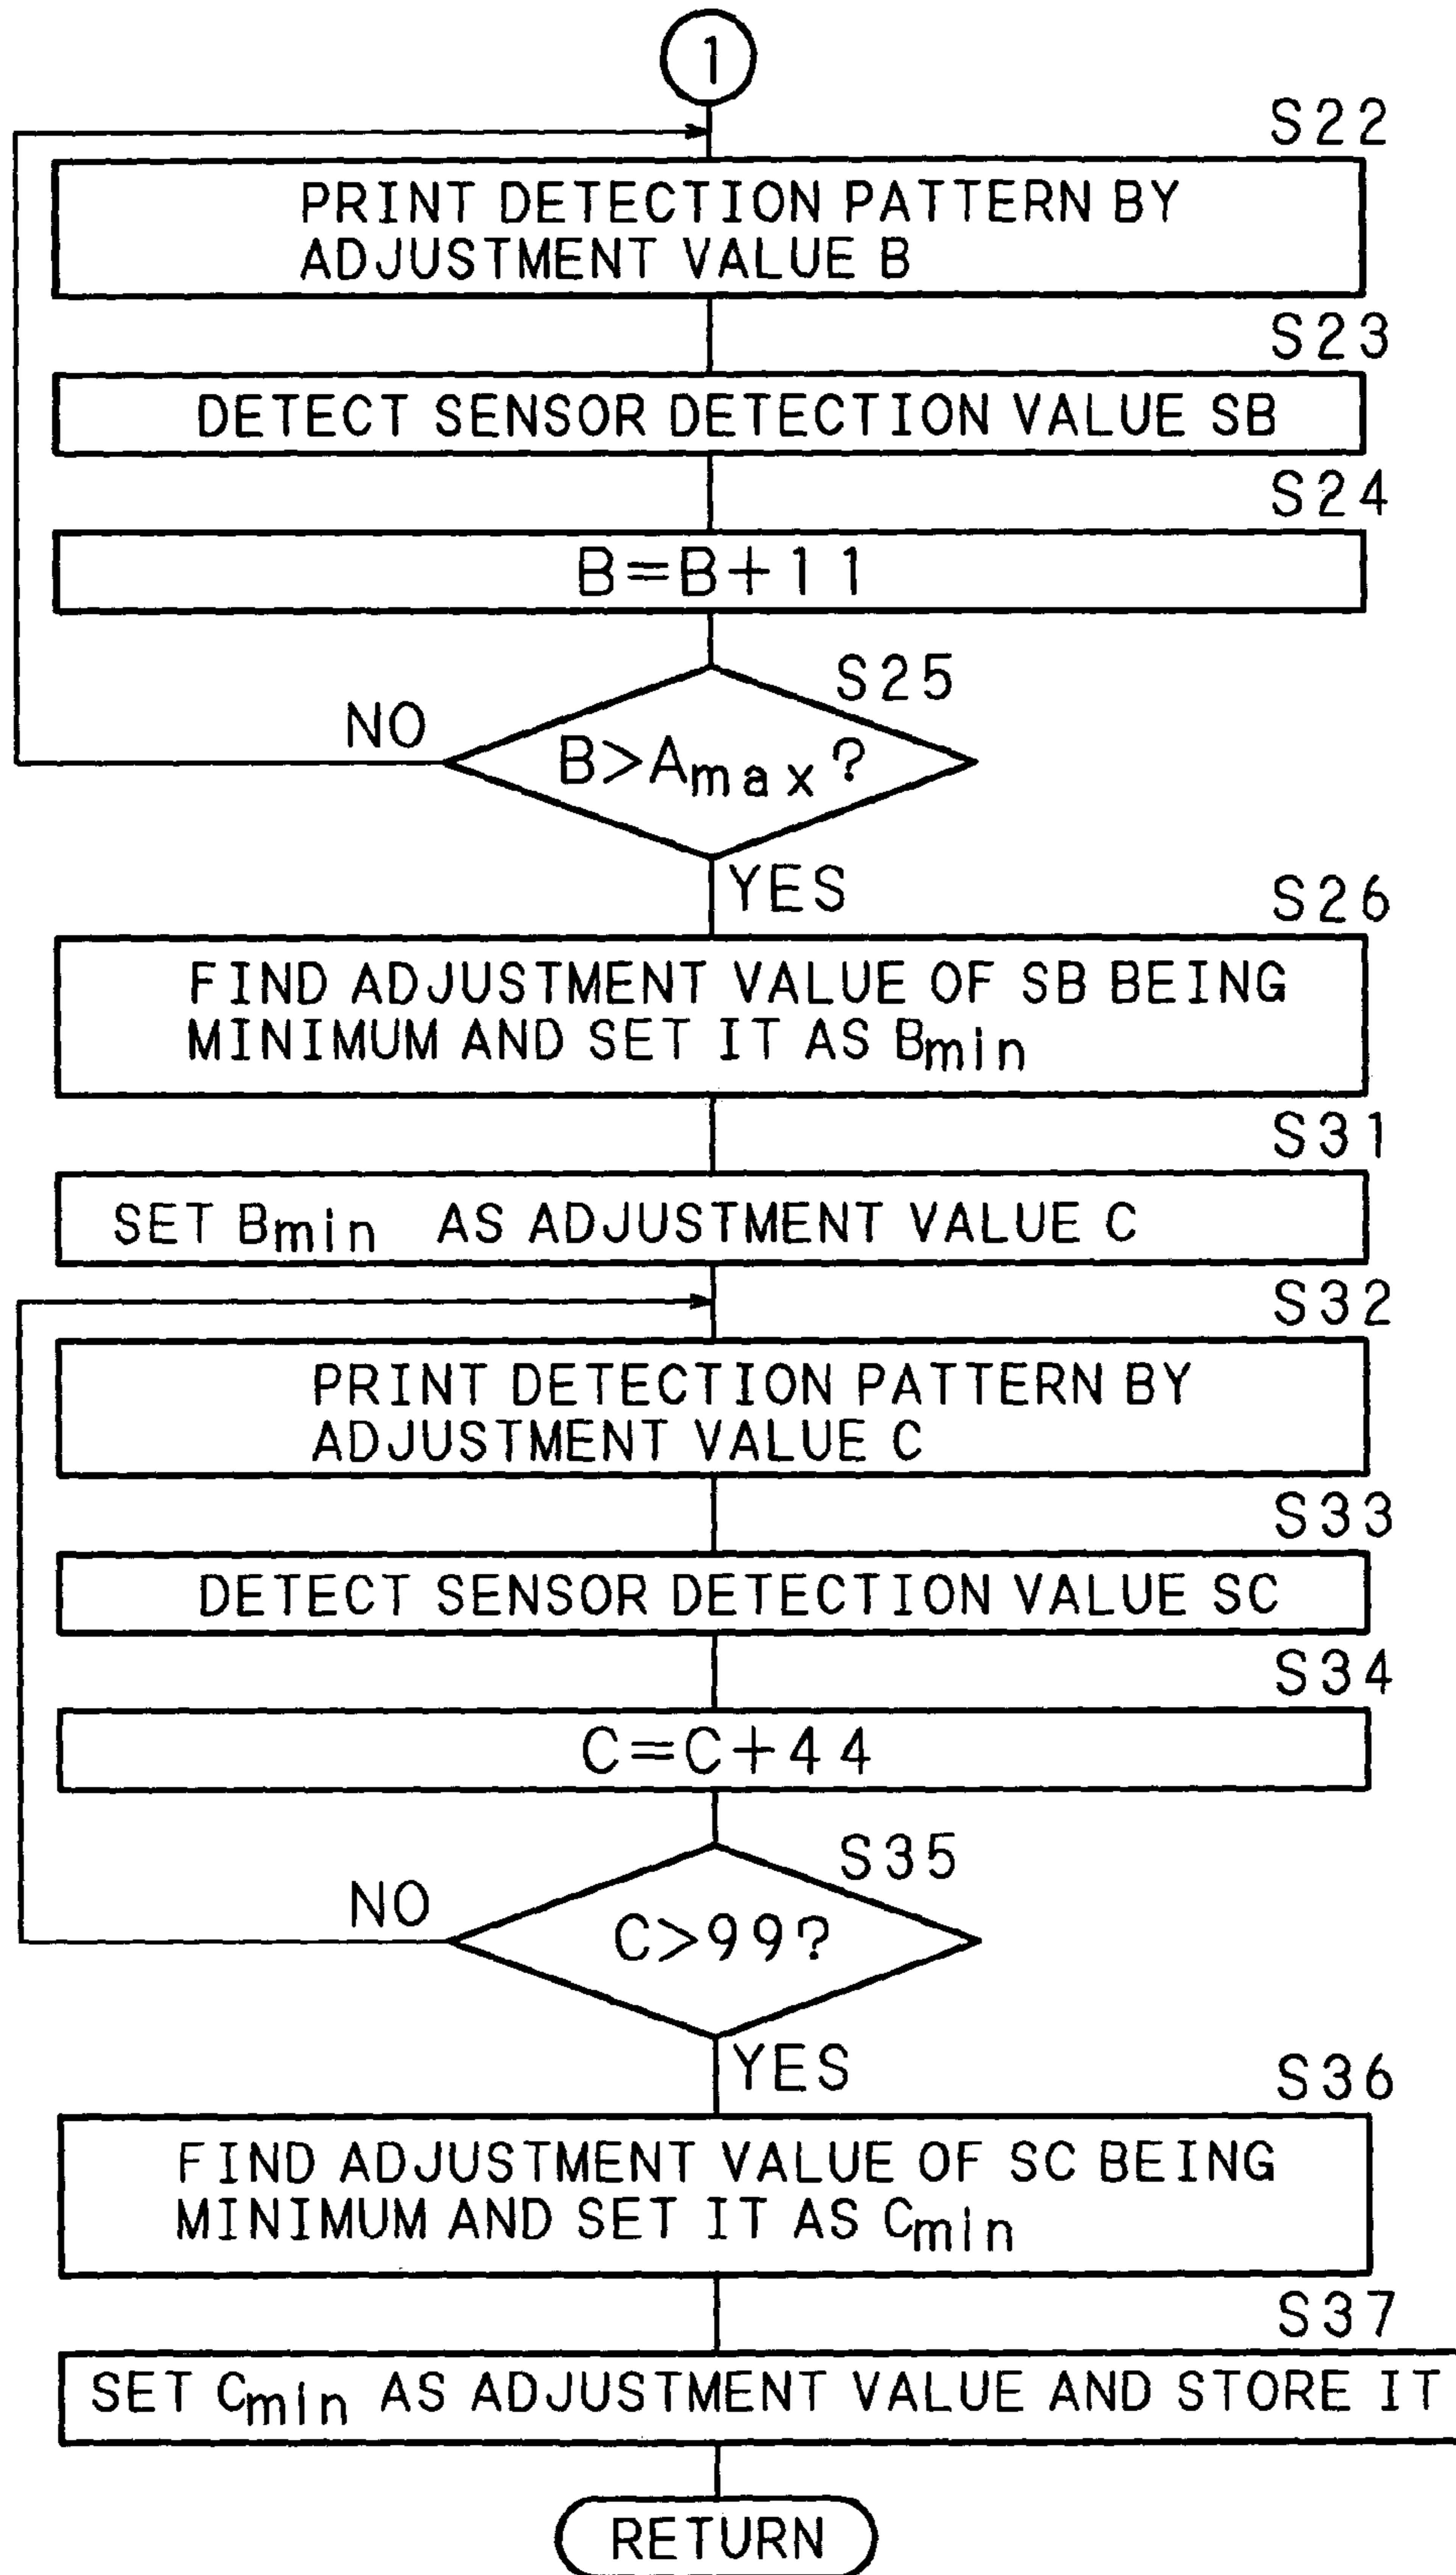 1
S22
PRINT DETECTION PATTERN BY
ADJUSTMENT VALUE B
S23
DETECT SENSOR DETECTION VALUE SB
S24
B=B+11
S25
NO
B>Amax?
YES
S26
FIND ADJUSTMENT VALUE OF SB BEING
MINIMUM AND SET IT AS Bmin
S31
SET Bmin AS ADJUSTMENT VALUE C
S32
PRINT DETECTION PATTERN BY
ADJUSTMENT VALUE C
S33
DETECT SENSOR DETECTION VALUE SC
S34
C=C+44
S35
NO
C>99?
YES
S36
FIND ADJUSTMENT VALUE OF SC BEING
MINIMUM AND SET IT AS Cmin
S37
SET Cmin AS ADJUSTMENT VALUE AND STORE IT
RETURN